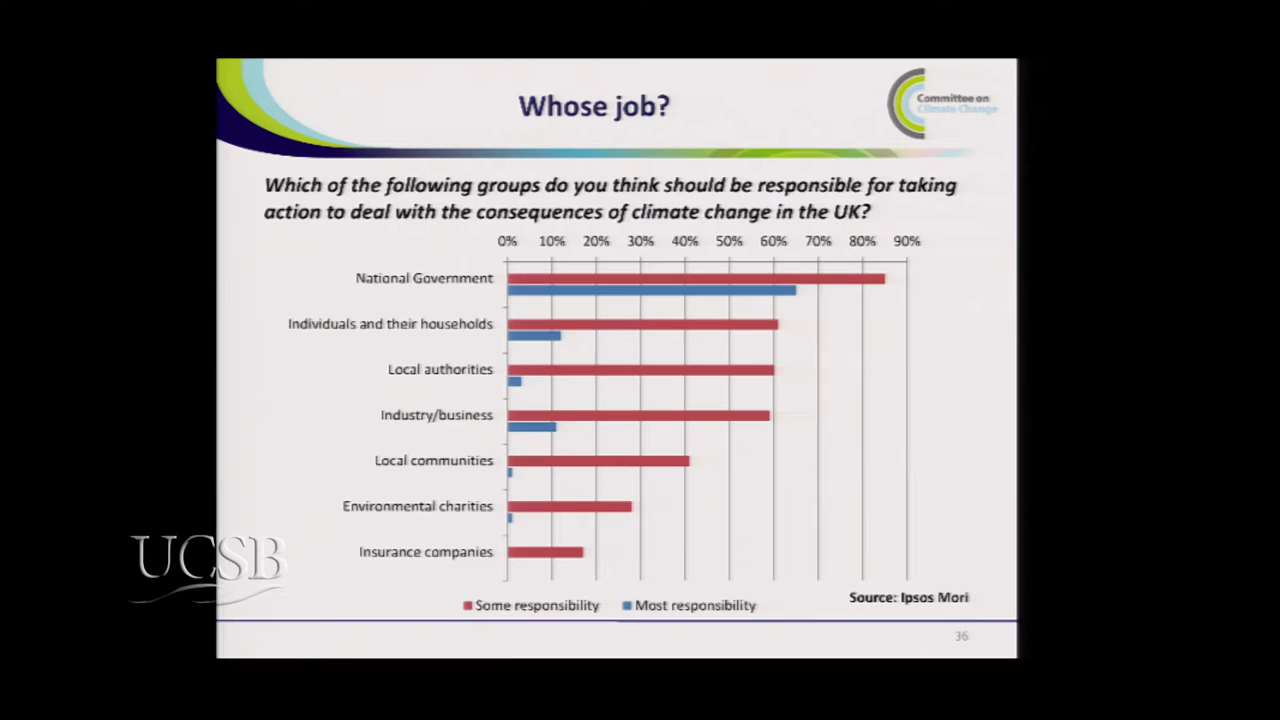 Whose job?
Committee on
Climate Change
Which of the following groups do you think should be responsible for taking
action to deal with the consequences of climate change in the UK?
0% 10% 20% 30% 40% 50% 60% 70% 80% 90%
National Government
Individuals and their households
Local authorities
Industry/business
Local communities
Environmental charities
Insurance companies
UCSB
Some responsibility Most responsibility
Source: Ipsos Mori
36